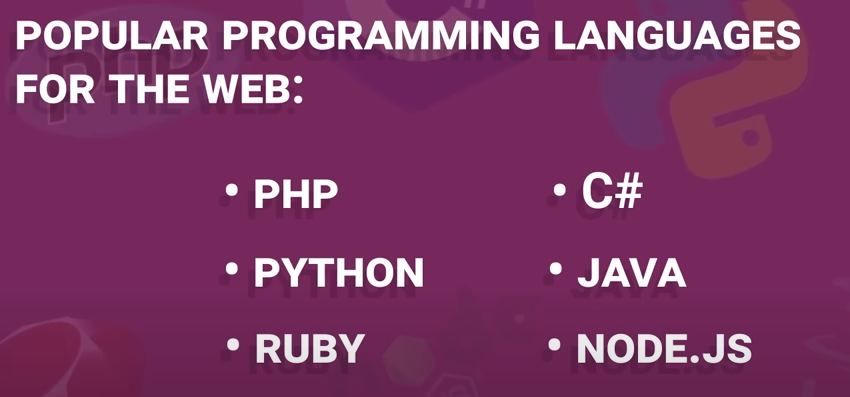 POPULAR PROGRAMMING LANGUAGES
FOR THE WEB:
• PHP
• PYTHON
• RUBY
• C#
• JAVA
• NODE.JS